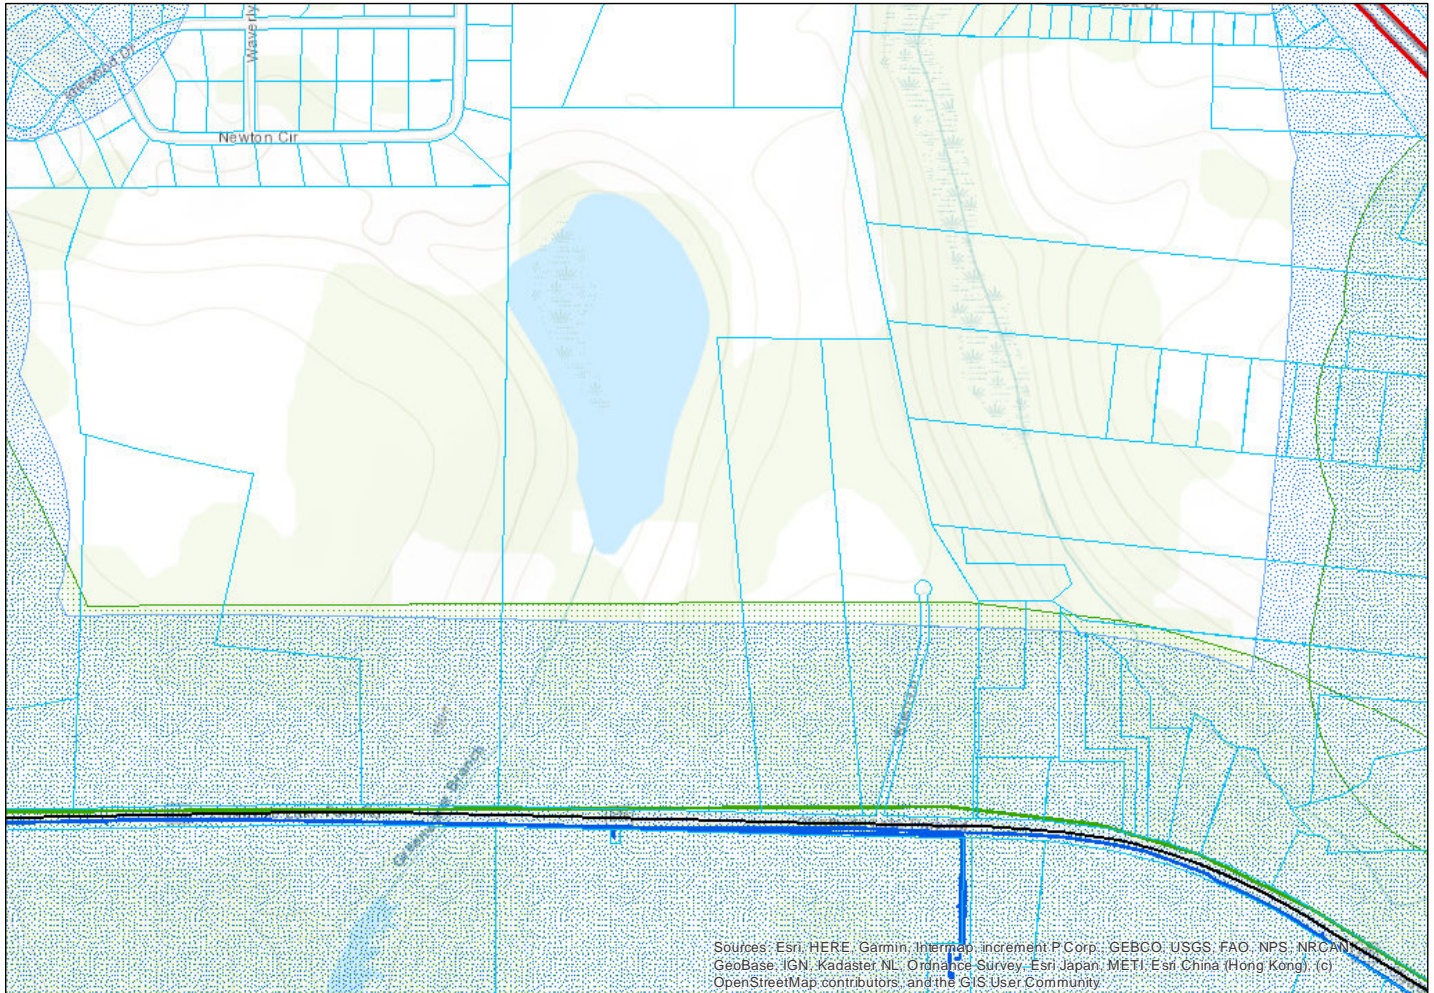 Waverly
Newton Cir
Branch
Sources: Esri, HERE, Garmin, Intermap, increment P Corp., GEBCO, USGS, FAO, NPS, NRCAN,
GeoBase, IGN, Kadaster NL, Ordnance Survey, Esri Japan, METI, Esri China (Hong Kong), (c)
OpenStreetMap contributors, and the GIS User Community